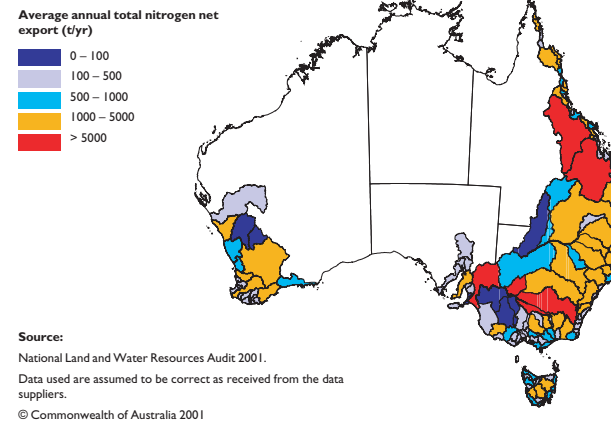 Average annual total nitrogen net
export (t/yr)
0 – 100
100 – 500
500 – 1000
1000 – 5000
> 5000
Source:
National Land and Water Resources Audit 2001.
Data used are assumed to be correct as received from the data
suppliers.
© Commonwealth of Australia 2001